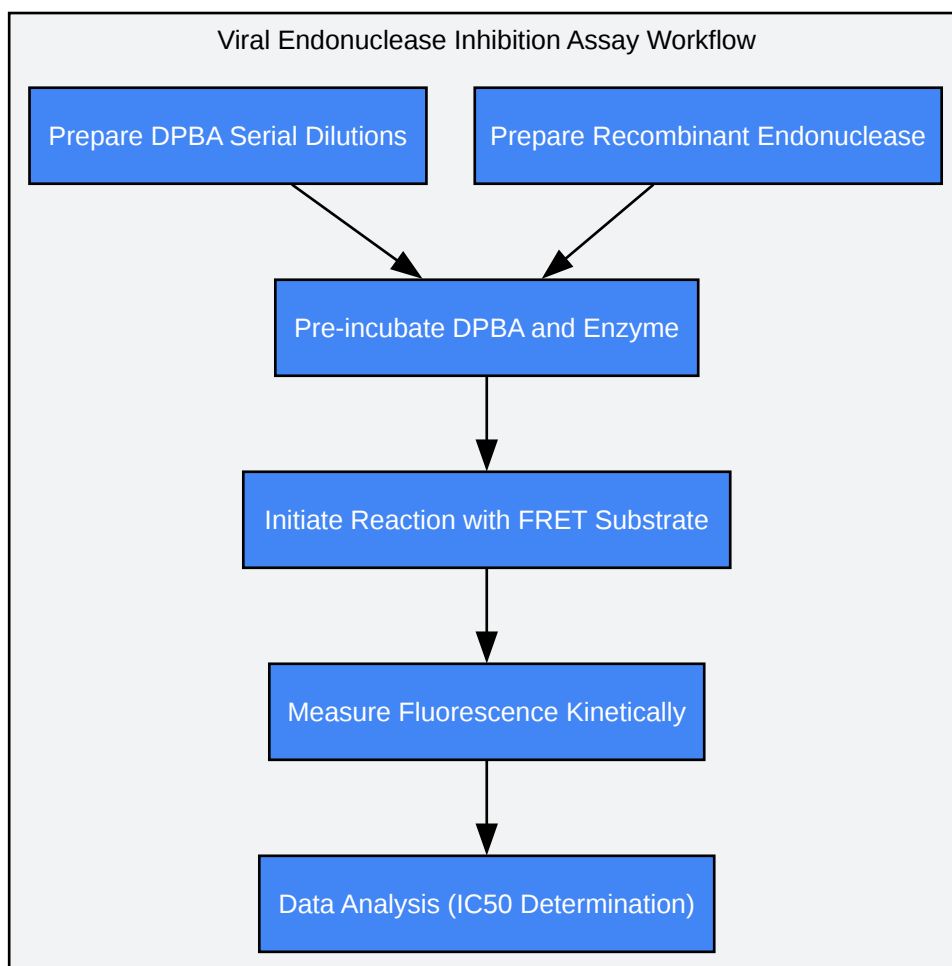 Viral Endonuclease Inhibition Assay Workflow
Prepare DPBA Serial Dilutions
Prepare Recombinant Endonuclease
Pre-incubate DPBA and Enzyme
Initiate Reaction with FRET Substrate
Measure Fluorescence Kinetically
Data Analysis (IC50 Determination)